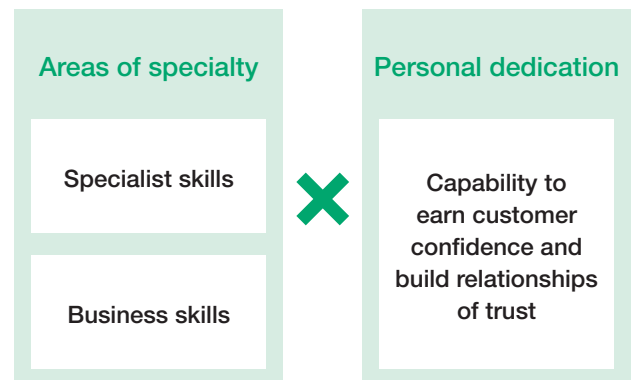 Areas of specialty
Specialist skills
Business skills
Personal dedication
Capability to
earn customer
confidence and
build relationships
of trust